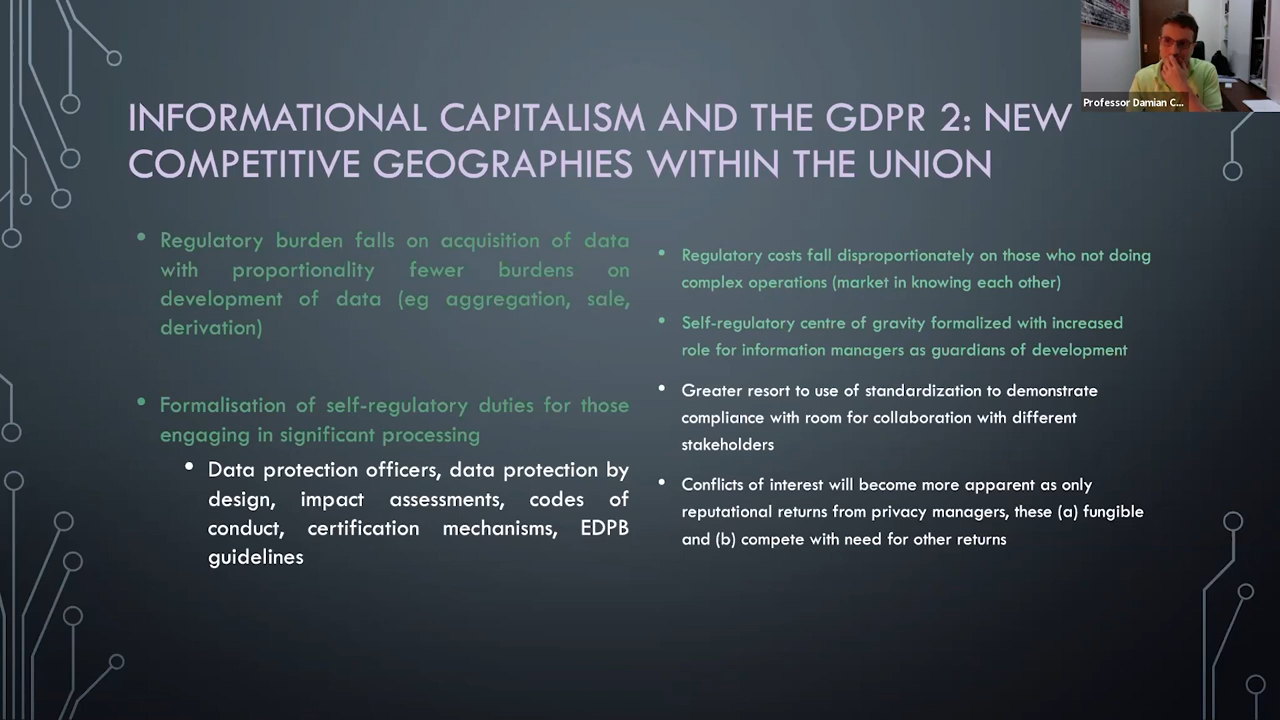 Professor Damian C...
INFORMATIONAL CAPITALISM AND THE GDPR 2: NEW
COMPETITIVE GEOGRAPHIES WITHIN THE UNION
• Regulatory burden falls on acquisition of data
with proportionality fewer burdens on
development of data (eg aggregation, sale,
derivation)
• Formalisation of self-regulatory duties for those
engaging in significant processing
• Data protection officers, data protection by
design, impact assessments, codes of
conduct, certification mechanisms, EDPB
guidelines
• Regulatory costs fall disproportionately on those who not doing
complex operations (market in knowing each other)
• Self-regulatory centre of gravity formalized with increased
role for information managers as guardians of development
• Greater resort to use of standardization to demonstrate
compliance with room for collaboration with different
stakeholders
• Conflicts of interest will become more apparent as only
reputational returns from privacy managers, these (a) fungible
and (b) compete with need for other returns